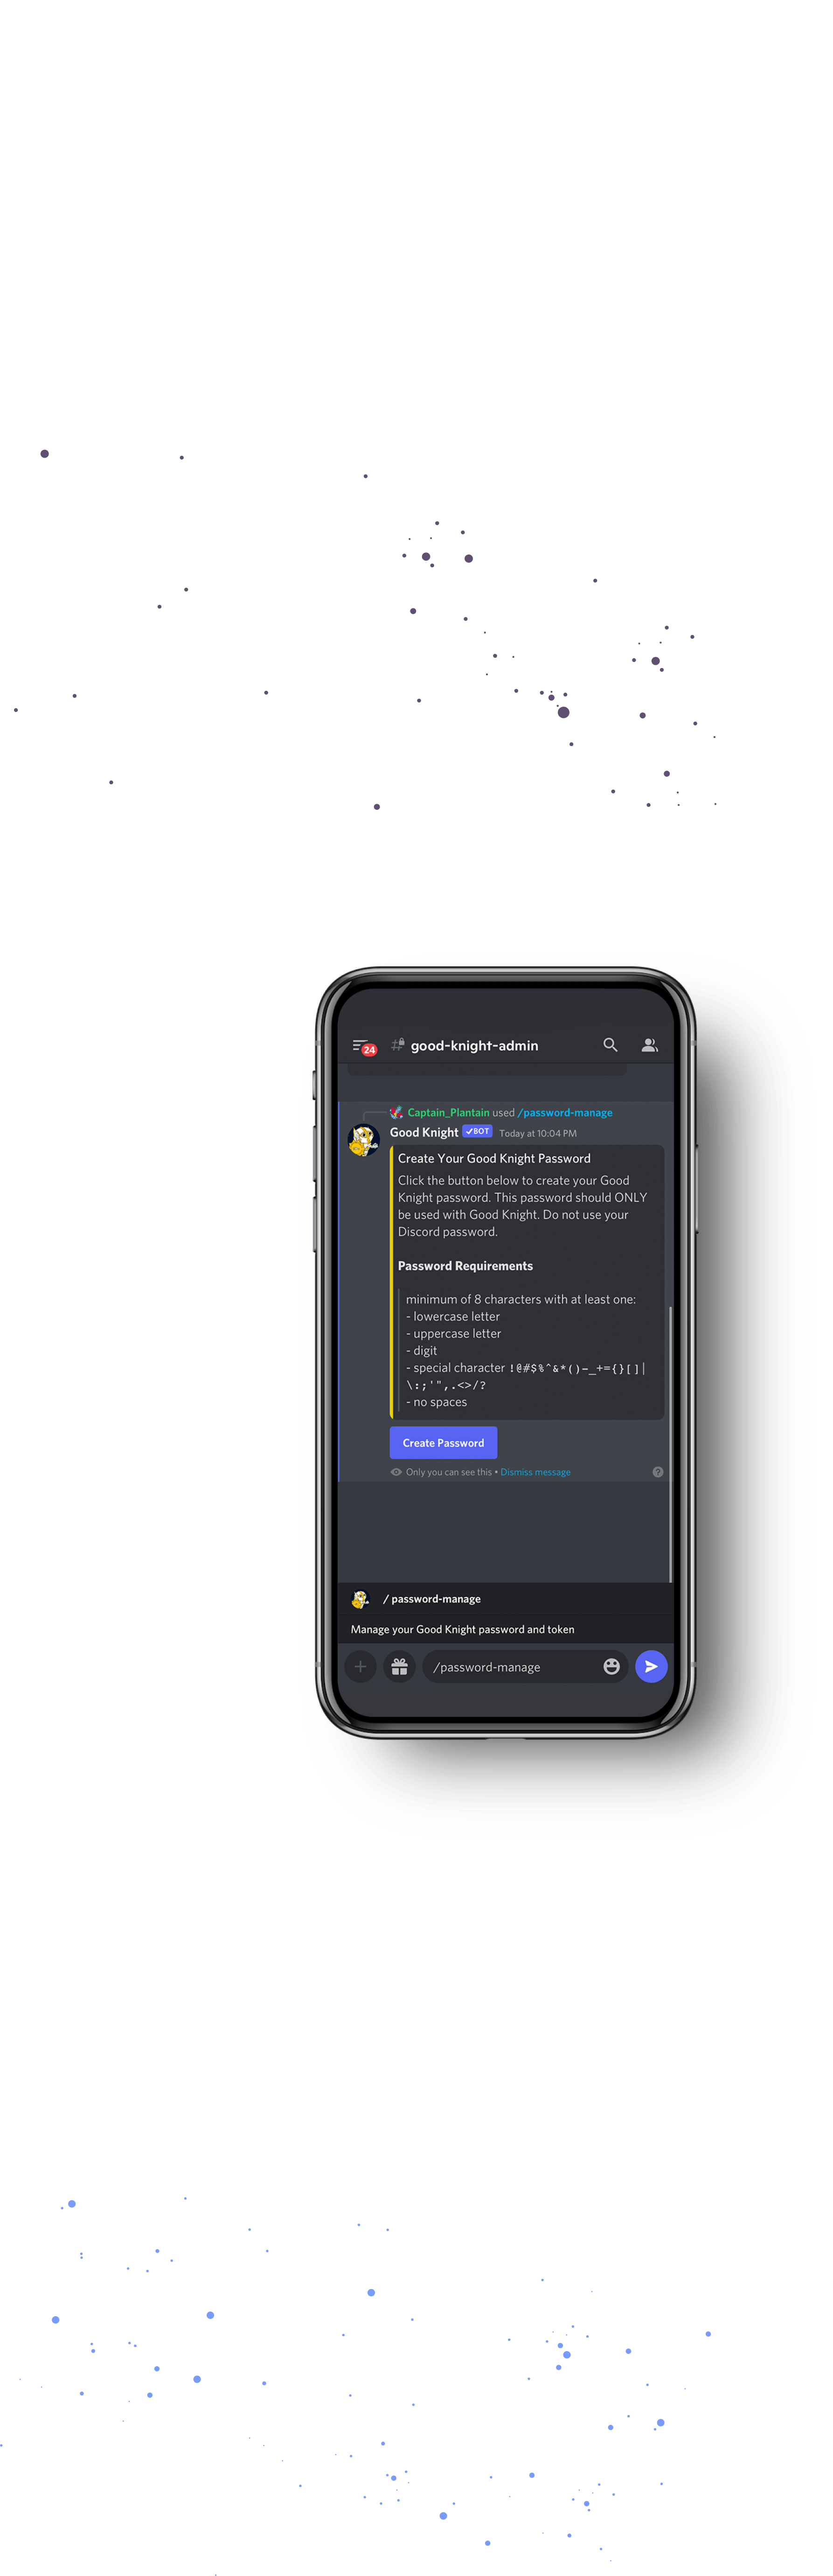 24
good-knight-admin
Captain_Plantain used /password-manage
Good Knight BOT Today at 10:04 PM
Create Your Good Knight Password
Click the button below to create your Good
Knight password. This password should ONLY
be used with Good Knight. Do not use your
Discord password.
Password Requirements
minimum of 8 characters with at least one:
- lowercase letter
- uppercase letter
- digit
- special character !@#$%^&*()-_+={}[]|
\:;'",.<>/?
- no spaces
Create Password
Only you can see this • Dismiss message
?
/ password-manage
Manage your Good Knight password and token
/password-manage